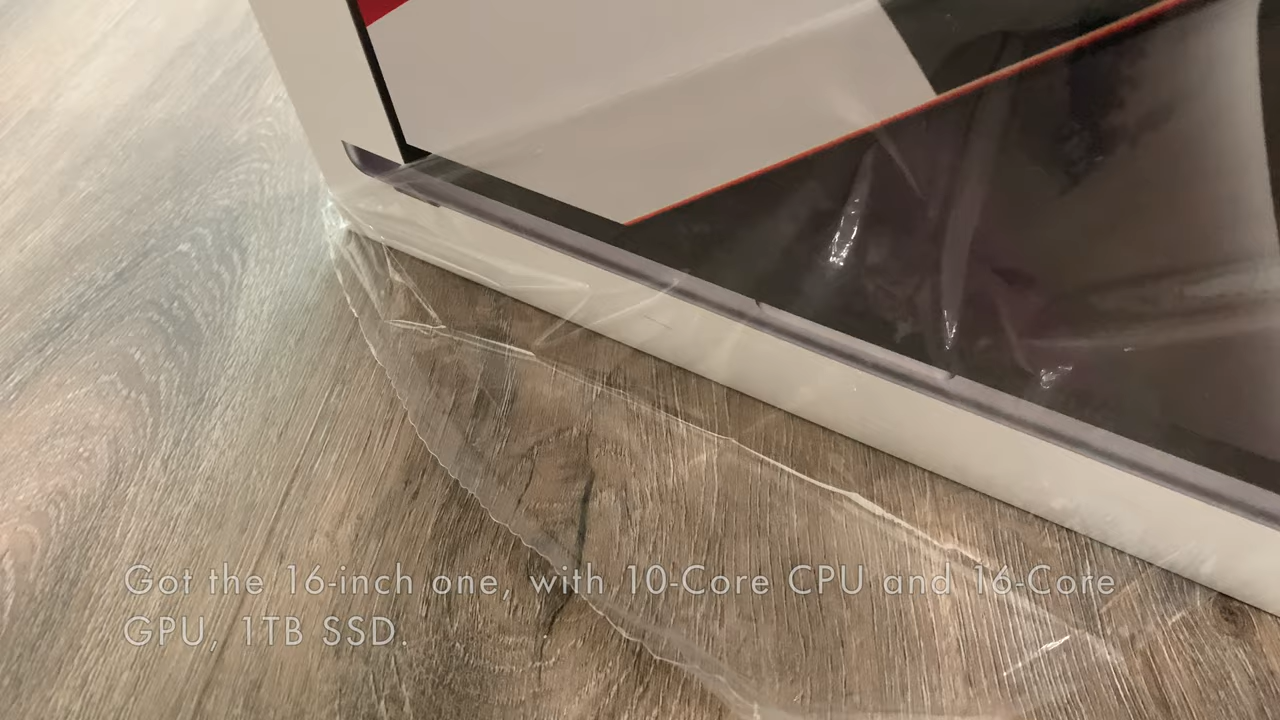 Got the 16-inch one, with 10-Core CPU and 16-Core
GPU, 1TB SSD.